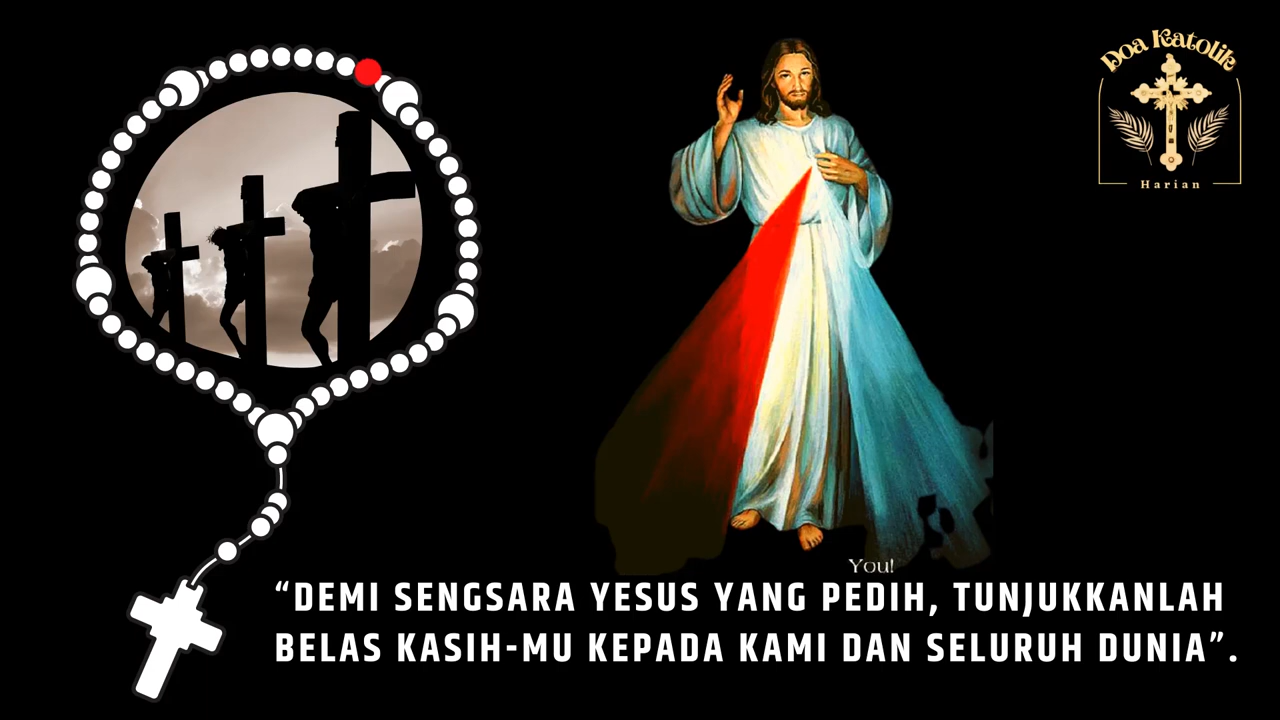 Doa Katolik
Harian
You!
“DEMI SENGSARA YESUS YANG PEDIH, TUNJUKKANLAH
BELAS KASIH-MU KEPADA KAMI DAN SELURUH DUNIA”.